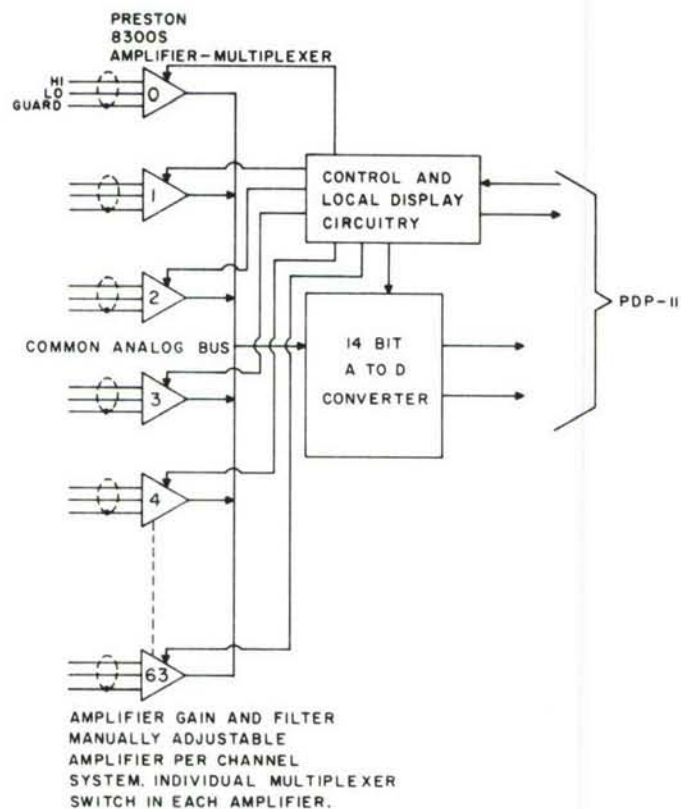 PRESTON
8300S
AMPLIFIER-MULTIPLEXER
HI
LO
GUARD
0
1
CONTROL AND
LOCAL DISPLAY
CIRCUITRY
2
PDP-11
COMMON ANALOG BUS
14 BIT
A TO D
CONVERTER
3
4
63
AMPLIFIER GAIN AND FILTER
MANUALLY ADJUSTABLE
AMPLIFIER PER CHANNEL
SYSTEM. INDIVIDUAL MULTIPLEXER
SWITCH IN EACH AMPLIFIER.